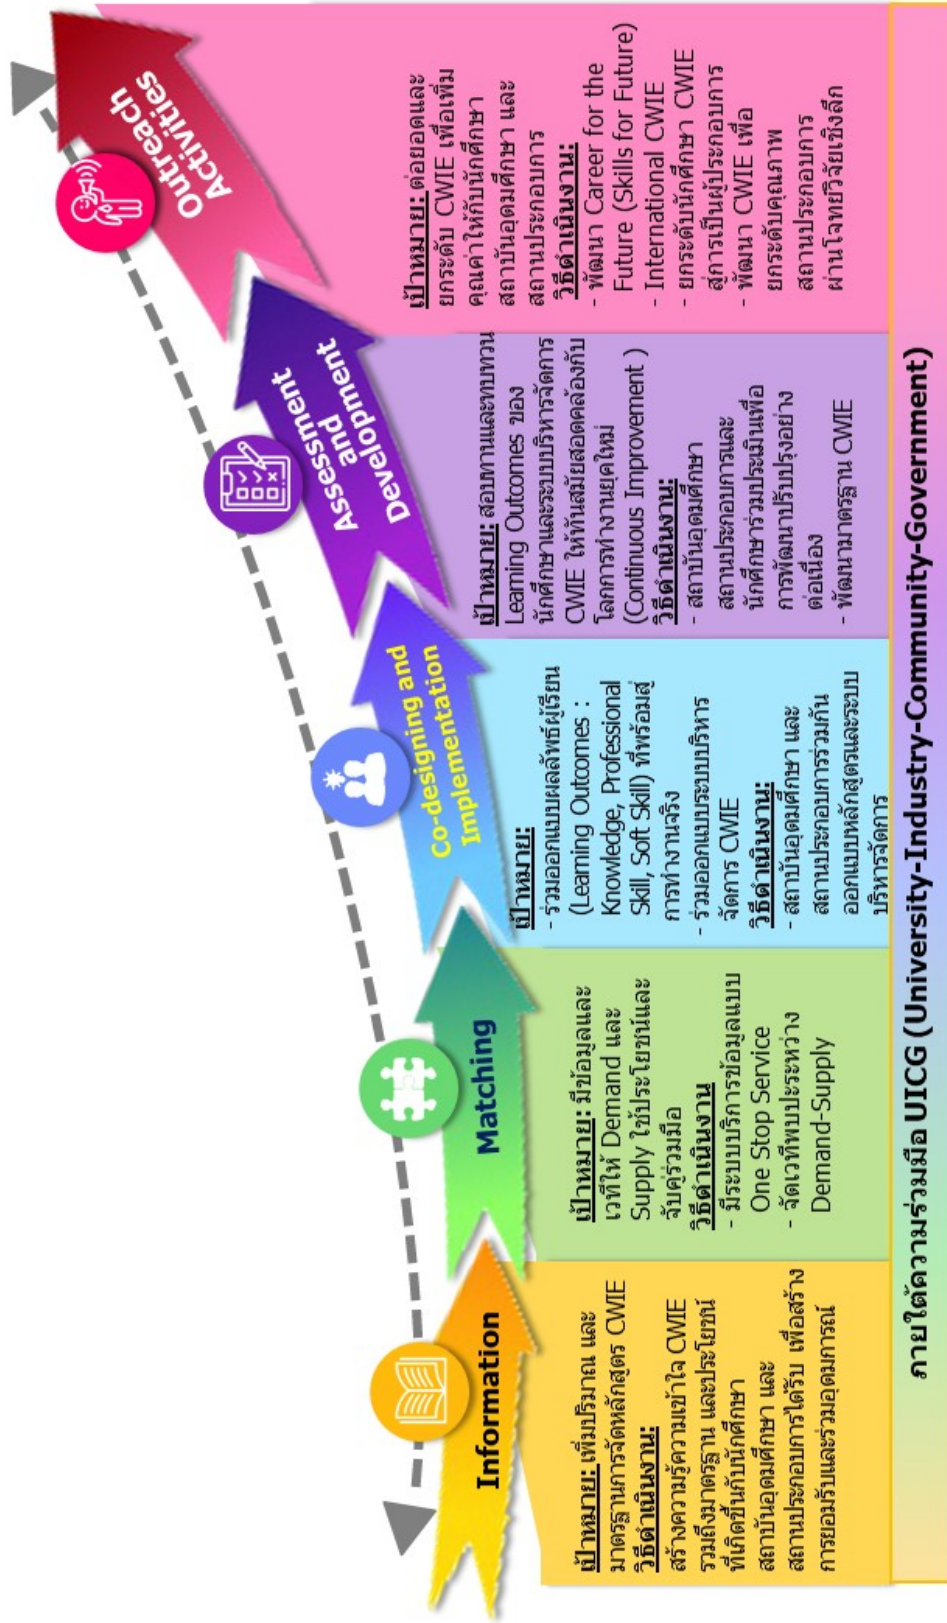 Information
เป้าหมาย: เพิ่มปริมาณ และ
มาตรฐานการจัดหลักสูตร CWIE
วิธีดำเนินงาน:
สร้างความรู้ความเข้าใจ CWIE
รวมถึงมาตรฐาน และประโยชน์
ที่เกิดขึ้นกับนักศึกษา
สถาบันอุดมศึกษา และ
สถานประกอบการได้รับ เพื่อสร้าง
การยอมรับและร่วมอุดมการณ์
Matching
เป้าหมาย: มีข้อมูลและ
เวทีให้ Demand และ
Supply ใช้ประโยชน์และ
จับคู่ร่วมมือ
วิธีดำเนินงาน
- มีระบบบริการข้อมูลแบบ
One Stop Service
- จัดเวทีพบปะระหว่าง
Demand-Supply
Co-designing and
Implementation
เป้าหมาย:
- ร่วมออกแบบผลลัพธ์ผู้เรียน
(Learning Outcomes :
Knowledge, Professional
Skill, Soft Skill) ที่พร้อมสู่
การทำงานจริง
- ร่วมออกแบบระบบบริหาร
จัดการ CWIE
วิธีดำเนินงาน:
- สถาบันอุดมศึกษา และ
สถานประกอบการร่วมกัน
ออกแบบหลักสูตรและระบบ
บริหารจัดการ
Assessment
and
Development
เป้าหมาย: สอบทานและทบทวน
Learning Outcomes ของ
นักศึกษาและระบบบริหารจัดการ
CWIE ให้ทันสมัยสอดคล้องกับ
โลกการทำงานยุคใหม่
(Continuous Improvement )
วิธีดำเนินงาน:
- สถาบันอุดมศึกษา
สถานประกอบการและ
นักศึกษาร่วมประเมินเพื่อ
การพัฒนาปรับปรุงอย่าง
ต่อเนื่อง
- พัฒนามาตรฐาน CWIE
Outreach
Activities
เป้าหมาย: ต่อยอดและ
ยกระดับ CWIE เพื่อเพิ่ม
คุณค่าให้กับนักศึกษา
สถาบันอุดมศึกษา และ
สถานประกอบการ
วิธีดำเนินงาน:
- พัฒนา Career for the
Future (Skills for Future)
- International CWIE
- ยกระดับนักศึกษา CWIE
สู่การเป็นผู้ประกอบการ
- พัฒนา CWIE เพื่อ
ยกระดับคุณภาพ
สถานประกอบการ
ผ่านโจทย์วิจัยเชิงลึก
ภายใต้ความร่วมมือ UICG (University-Industry-Community-Government)